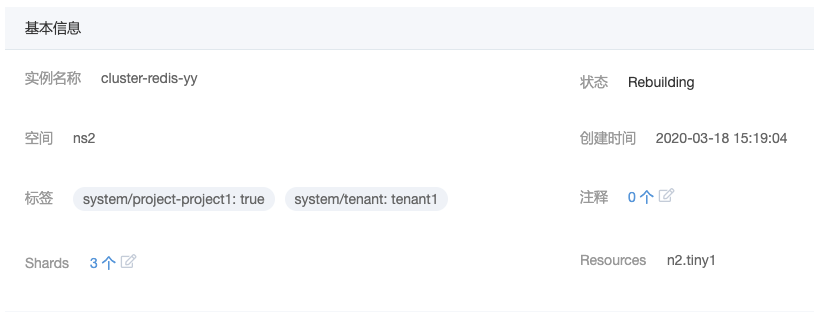 基本信息
实例名称 cluster-redis-yy 状态 Rebuilding
空间 ns2 创建时间 2020-03-18 15:19:04
标签 system/project-project1: true system/tenant: tenant1 注释 0 个
Shards 3 个 Resources n2.tiny1